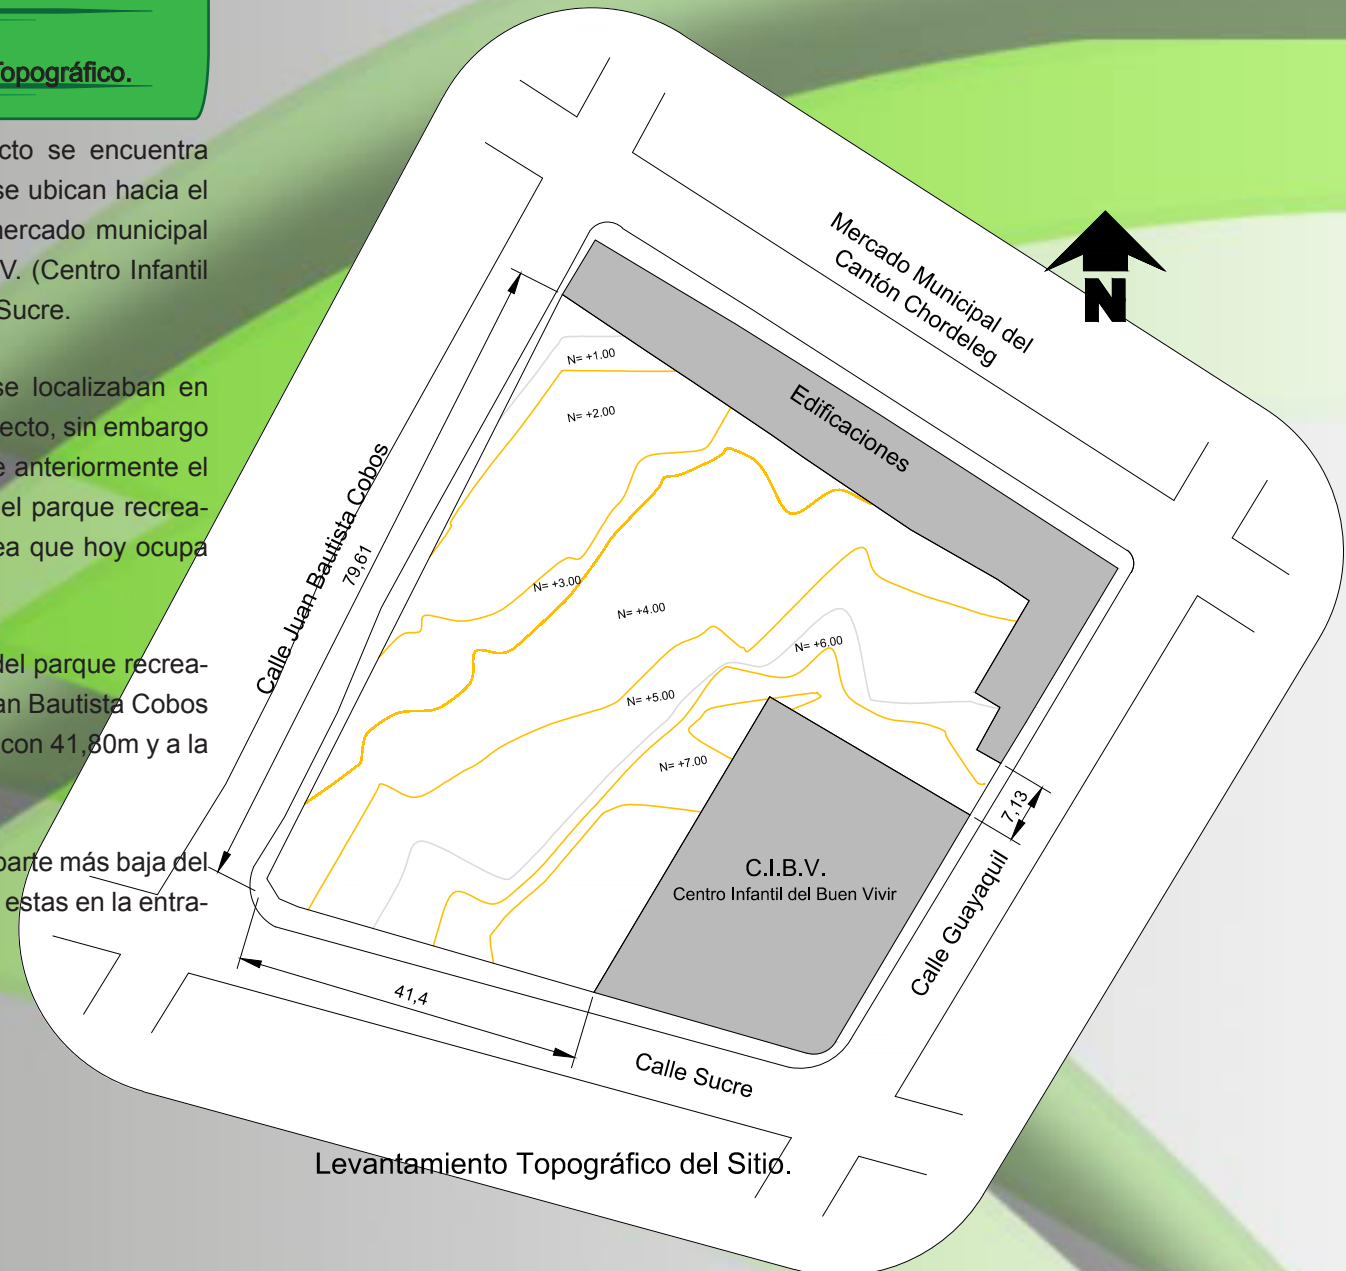 Topográfico.
cto se encuentra
se ubican hacia el
mercado municipal
V. (Centro Infantil
Sucre.
se localizaban en
ecto, sin embargo
e anteriormente el
el parque recrea-
ea que hoy ocupa
del parque recrea-
an Bautista Cobos
con 41,80m y a la
parte más baja del
estas en la entra-
Mercado Municipal del
Cantón Chordeleg
N
Edificaciones
N= +1.00
N= +2.00
N= +3.00
N= +4.00
N= +6.00
N= +5.00
N= +7.00
Calle Juan Bautista Cobos
79,61
7,13
C.I.B.V.
Centro Infantil del Buen Vivir
Calle Guayaquil
41,4
Calle Sucre
Levantamiento Topográfico del Sitio.